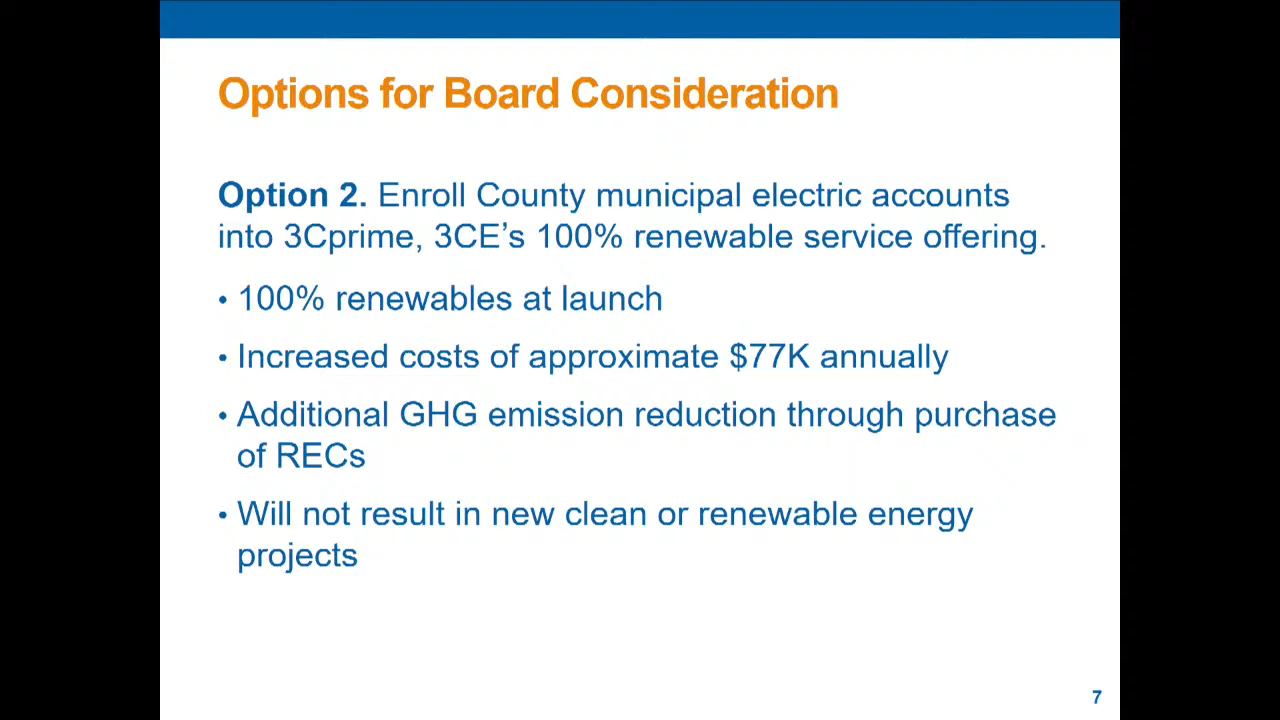 Options for Board Consideration
Option 2. Enroll County municipal electric accounts
into 3Cprime, 3CE’s 100% renewable service offering.
• 100% renewables at launch
• Increased costs of approximate $77K annually
• Additional GHG emission reduction through purchase
of RECs
• Will not result in new clean or renewable energy
projects
7